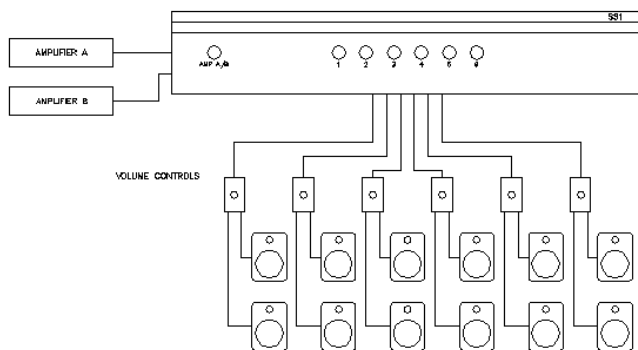 SS1
AMPLIFIER A
AMP A/B
1 2 3 4 5 6
AMPLIFIER B
VOLUME CONTROLS